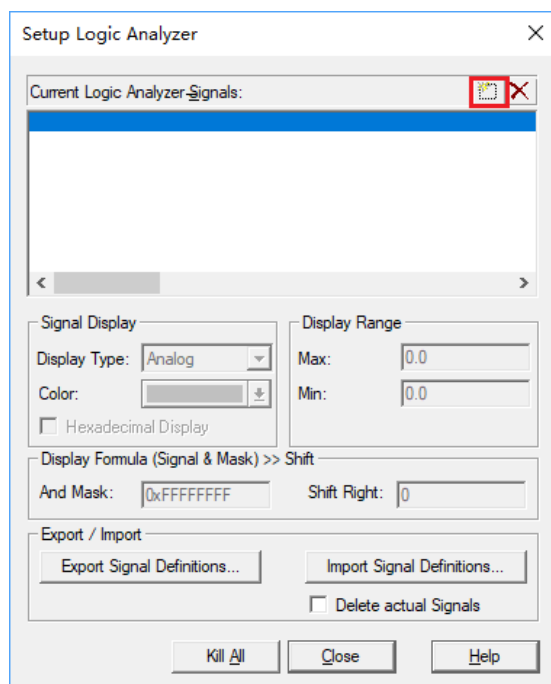 Setup Logic Analyzer
Current Logic Analyzer Signals:
Signal Display
Display Range
Display Type: Analog
Max: 0.0
Color:
Min: 0.0
Hexadecimal Display
Display Formula (Signal & Mask) >> Shift
And Mask: 0xFFFFFFFF
Shift Right: 0
Export / Import
Export Signal Definitions...
Import Signal Definitions...
Delete actual Signals
Kill All
Close
Help